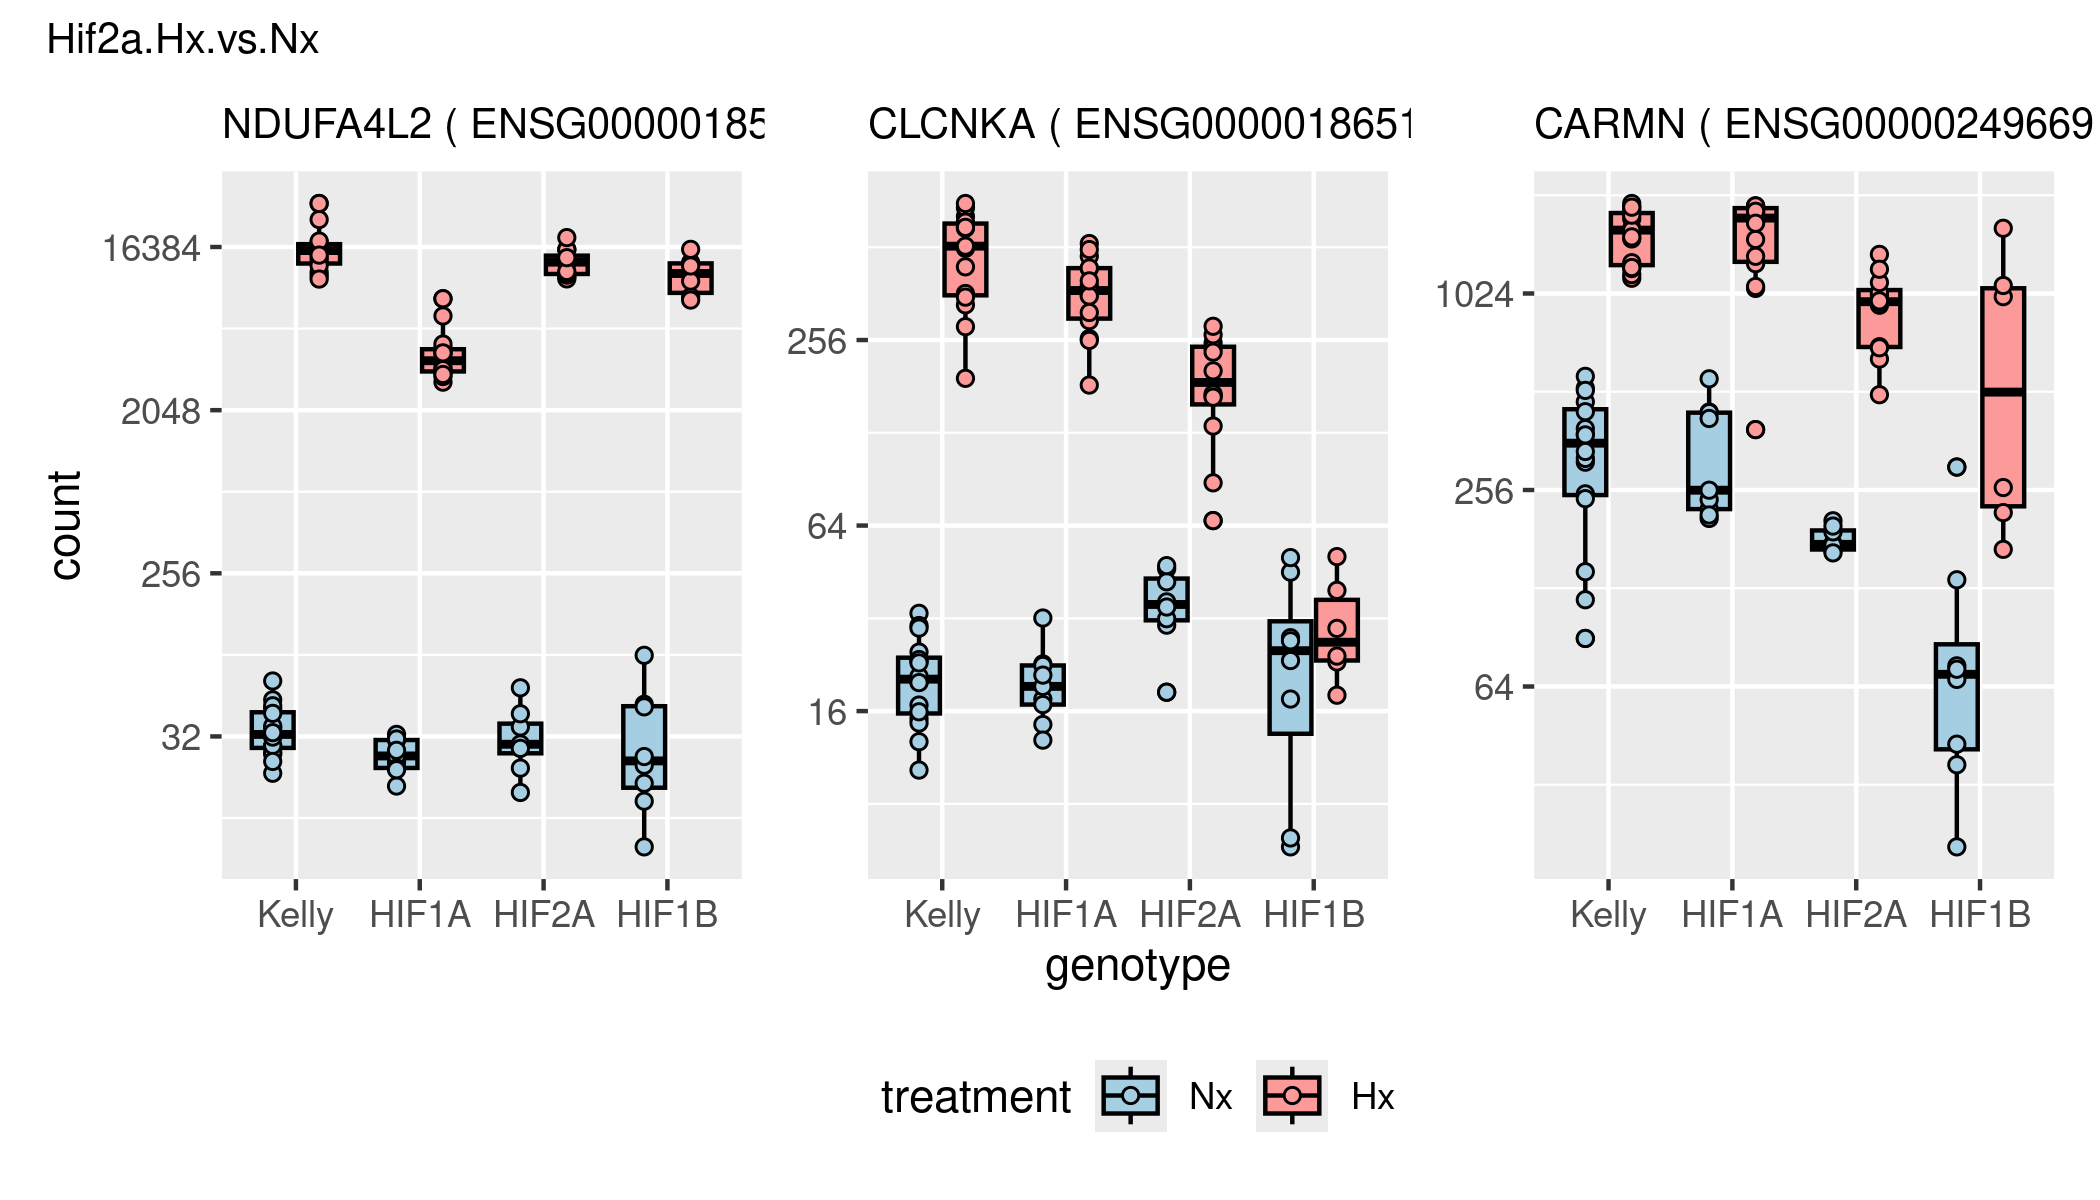 Hif2a.Hx.vs.Nx
NDUFA4L2 ( ENSG00000185
CLCNKA ( ENSG0000018651
CARMN ( ENSG00000249669
count
16384
2048
256
32
256
64
16
1024
256
64
Kelly HIF1A HIF2A HIF1B
Kelly HIF1A HIF2A HIF1B
Kelly HIF1A HIF2A HIF1B
genotype
treatment Nx Hx